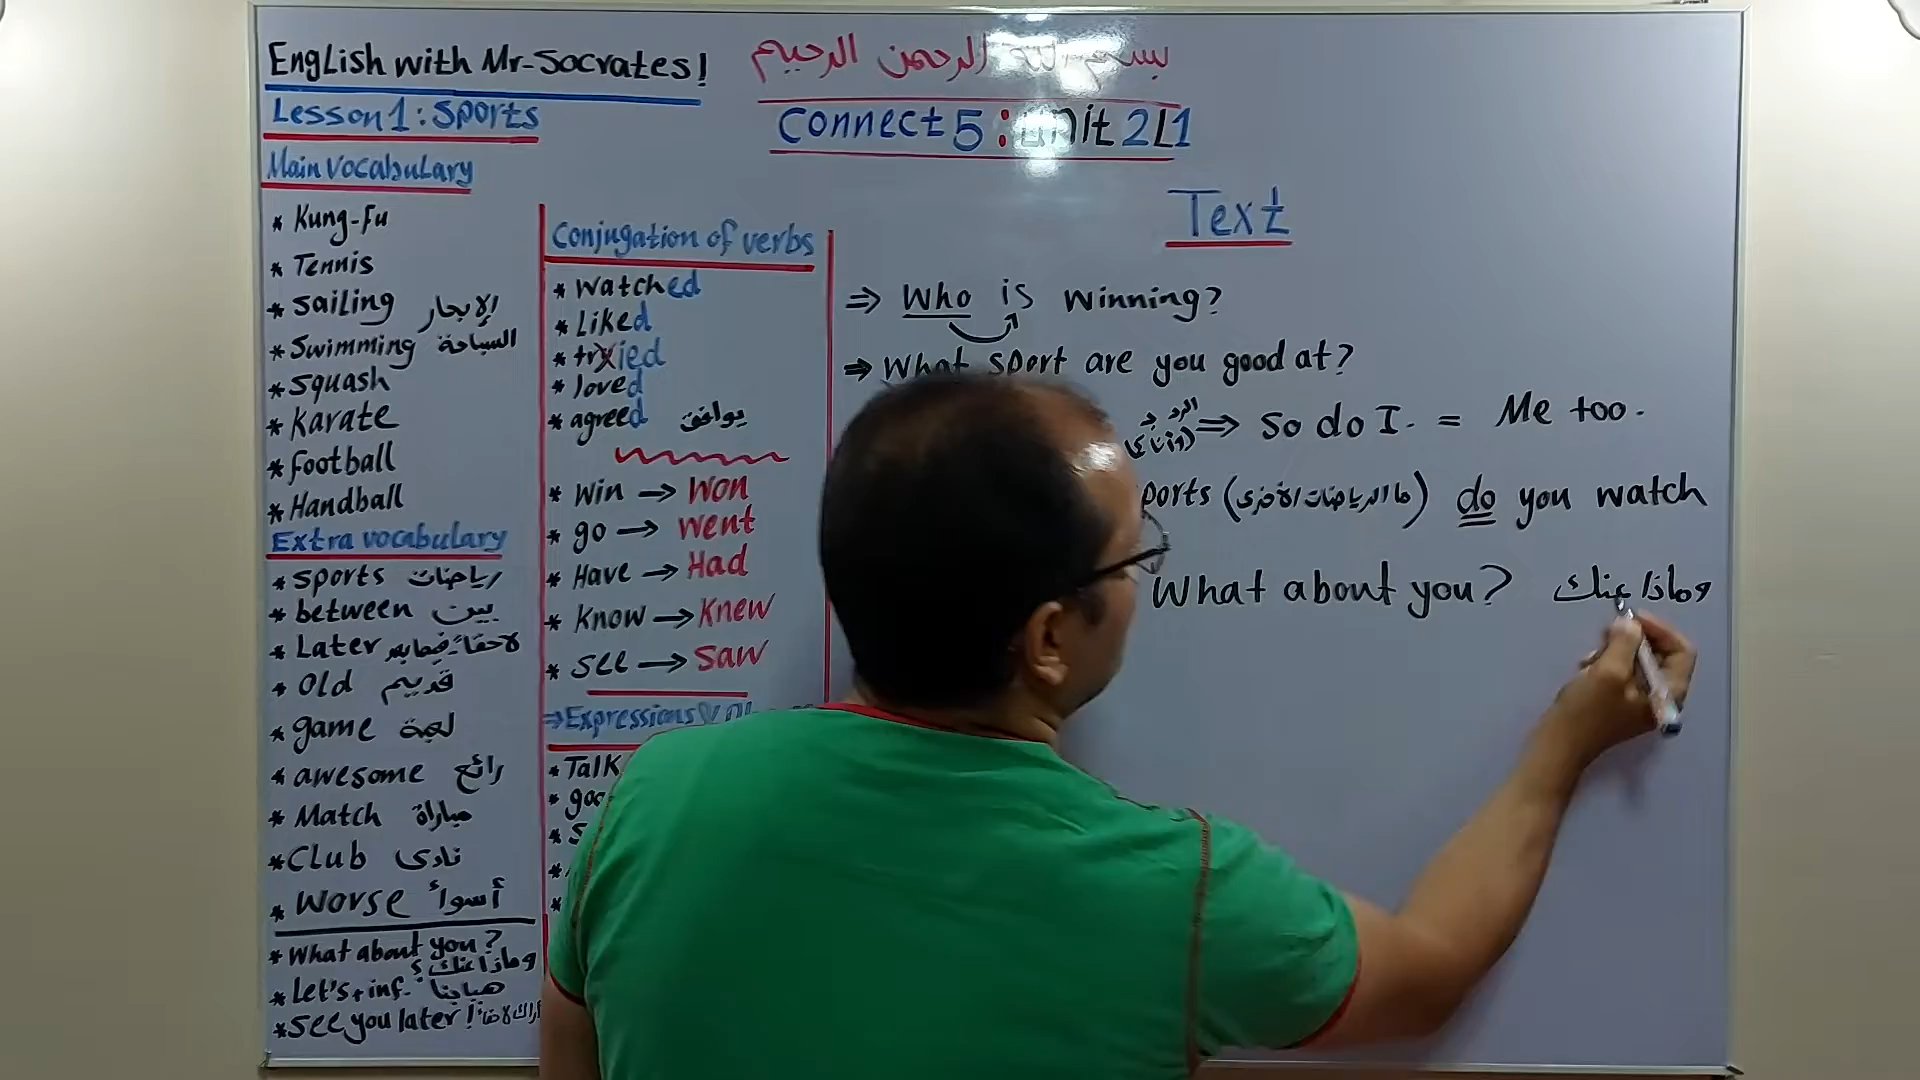 English with Mr-Socrates!
بسم الله الرحمن الرحيم
Lesson 1: Sports
Connect 5: Unit 2 L1
Main Vocabulary
* Kung-Fu
* Tennis
* Sailing الإبحار
* Swimming السباحة
* Squash
* Karate
* Football
* Handball
Extra vocabulary
* sports رياضات
* between بين
* Later لاحقاً - فيما بعد
* Old قديم
* game لعبة
* awesome رائع
* Match مباراة
* Club نادى
* Worse أسوأ
* What about you?
وماذا عنك؟
* Let's + inf. هيا بنا
* See you later! أراك لاحقاً
Conjugation of verbs
* Watched
* Liked
* tryied
* loved
* agreed يوافق
* Win → Won
* go → went
* Have → Had
* Know → Knew
* See → Saw
⇒ Expressions &
* Talk
Text
⇒ Who is winning?
⇒ What sport are you good at?
⇒ So do I. = Me too.
ports (ما الرياضات الأخرى) do you watch
What about you? وماذا عنك